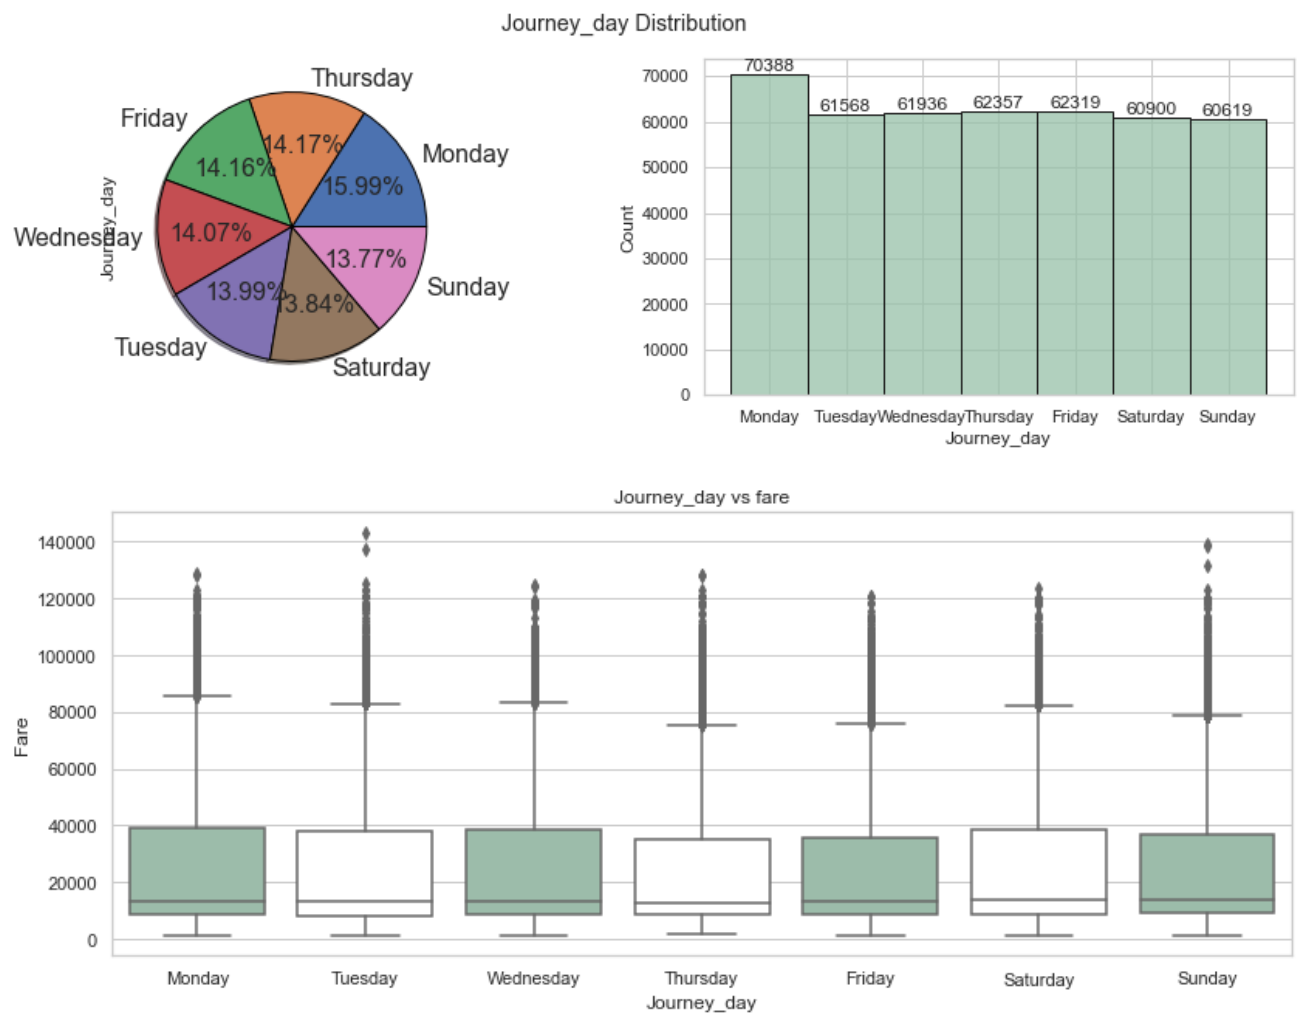 Journey_day Distribution
Thursday
Friday
Monday
Wednesday
Tuesday
Saturday
Sunday
14.17%
14.16%
15.99%
14.07%
13.77%
13.99%
13.84%
Journey_day
70388
61568
61936
62357
62319
60900
60619
70000
60000
50000
40000
30000
20000
10000
0
Count
Monday Tuesday Wednesday Thursday Friday Saturday Sunday
Journey_day
Journey_day vs fare
140000
120000
100000
80000
60000
40000
20000
0
Fare
Monday Tuesday Wednesday Thursday Friday Saturday Sunday
Journey_day